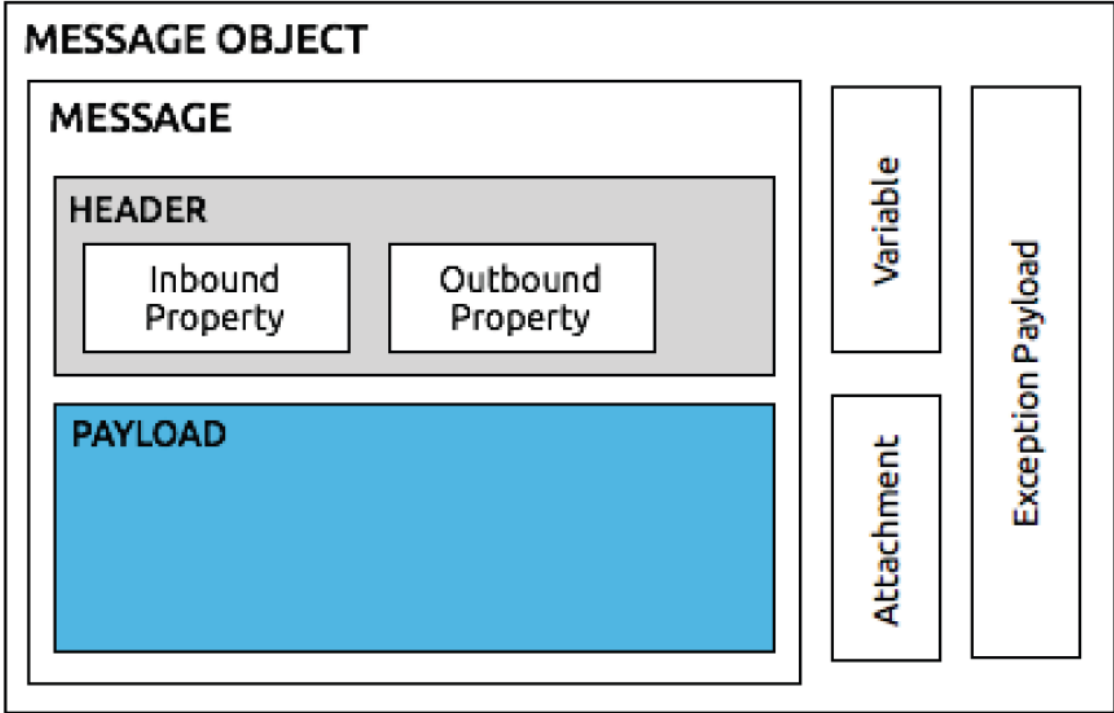 MESSAGE OBJECT
MESSAGE
HEADER
Inbound
Property
Outbound
Property
PAYLOAD
Variable
Attachment
Exception Payload